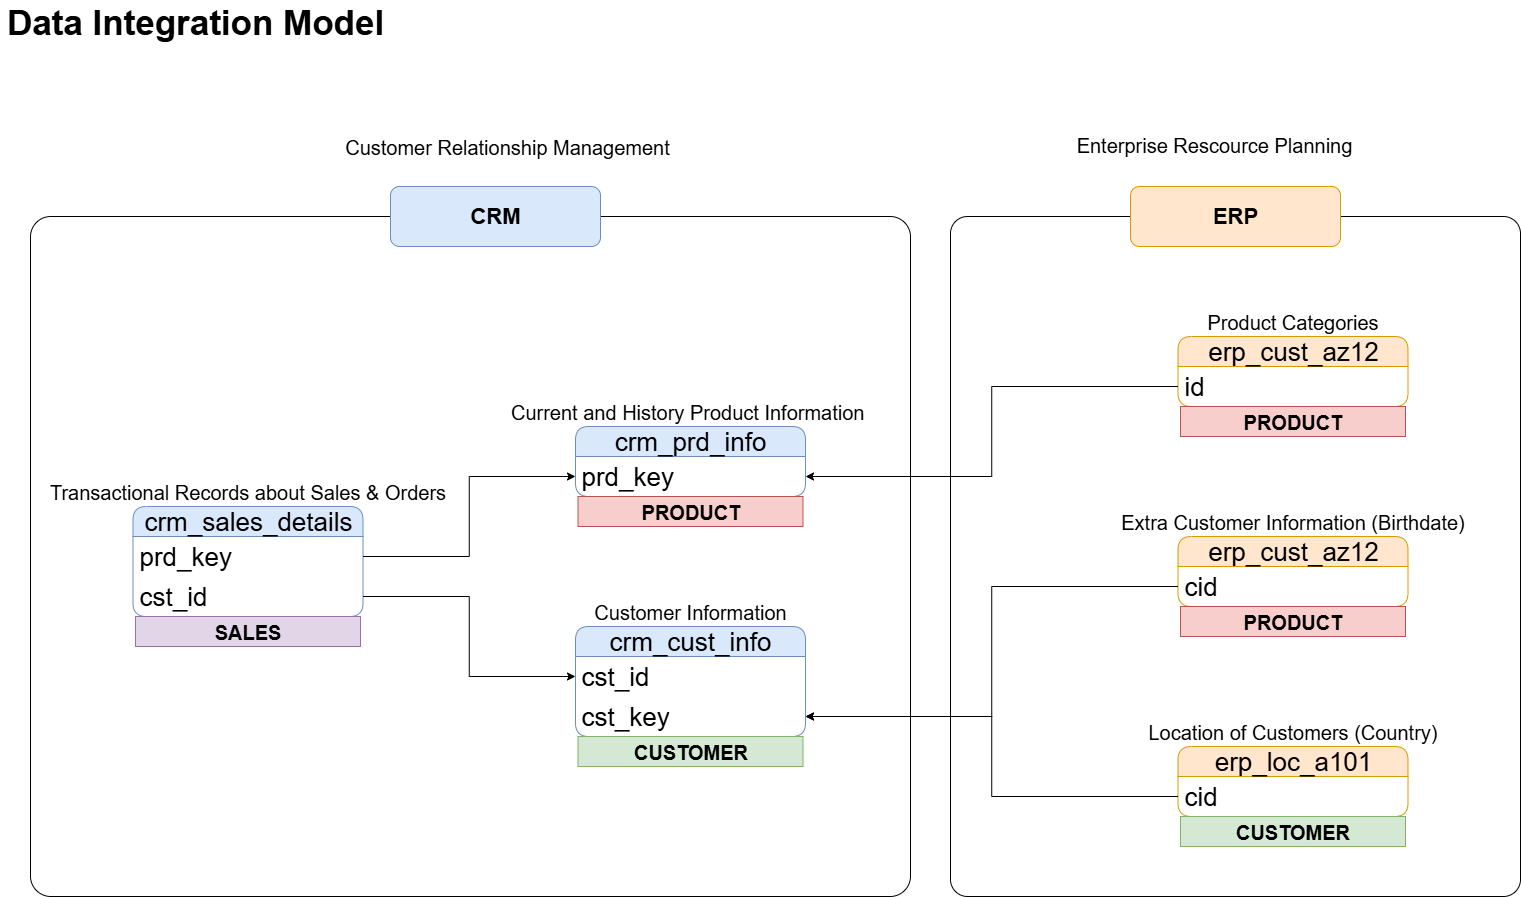 Data Integration Model
Customer Relationship Management
CRM
Current and History Product Information
crm_prd_info
prd_key
PRODUCT
Transactional Records about Sales & Orders
crm_sales_details
prd_key
cst_id
SALES
Customer Information
crm_cust_info
cst_id
cst_key
CUSTOMER
Enterprise Rescource Planning
ERP
Product Categories
erp_cust_az12
id
PRODUCT
Extra Customer Information (Birthdate)
erp_cust_az12
cid
PRODUCT
Location of Customers (Country)
erp_loc_a101
cid
CUSTOMER